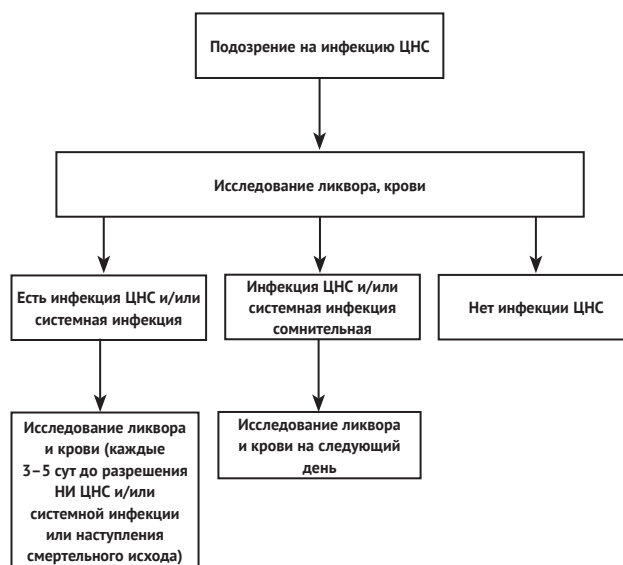 Подозрение на инфекцию ЦНС
Исследование ликвора, крови
Есть инфекция ЦНС и/или
системная инфекция
Инфекция ЦНС и/или
системная инфекция
сомнительная
Нет инфекции ЦНС
Исследование ликвора
и крови (каждые
3–5 сут до разрешения
НИ ЦНС и/или
системной инфекции
или наступления
смертельного исхода)
Исследование ликвора
и крови на следующий
день